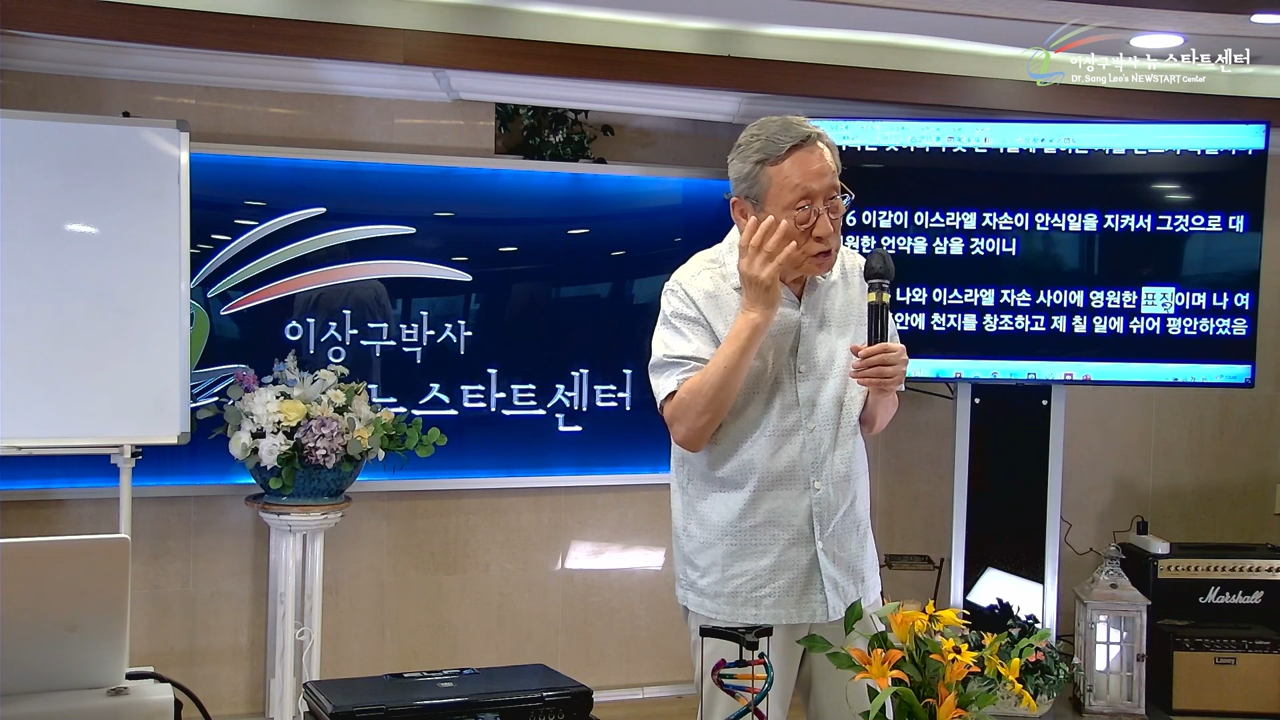 이상구박사 뉴스타트센터
Dr. Sang Lee's NEWSTART Center
이상구박사
뉴스타트센터
6 이같이 이스라엘 자손이 안식일을 지켜서 그것으로 대
원한 언약을 삼을 것이니
나와 이스라엘 자손 사이에 영원한 표징이며 나 여
안에 천지를 창조하고 제 칠 일에 쉬어 평안하였음
Marshall
Laney